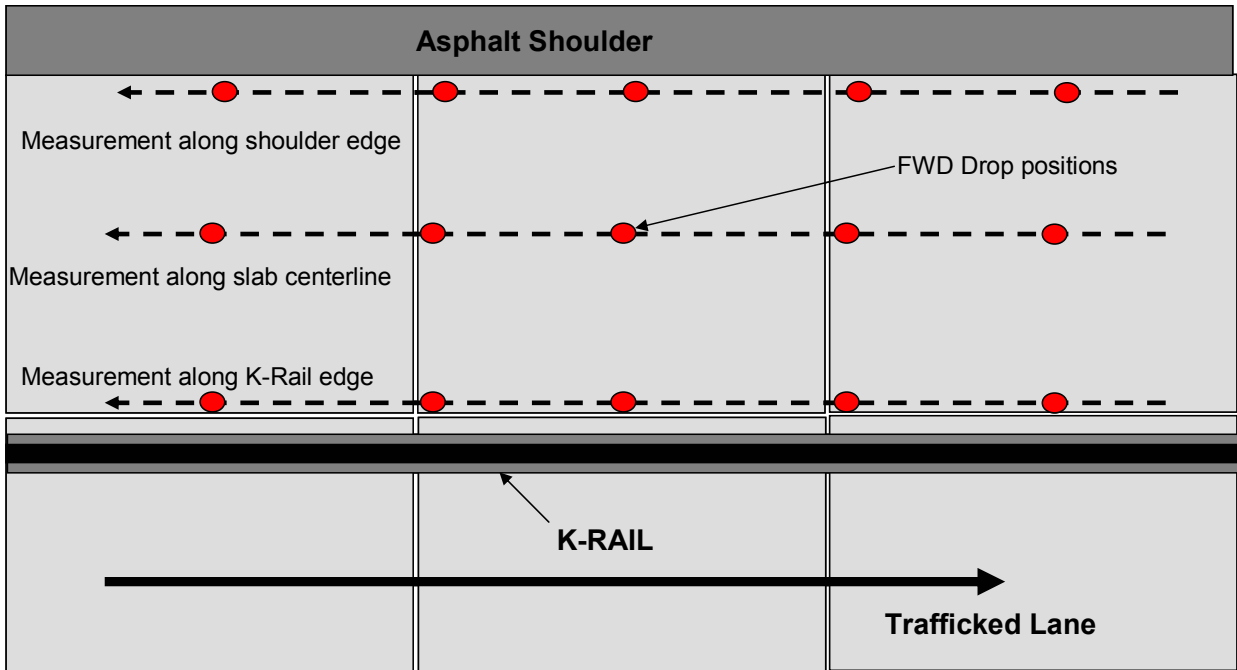 Asphalt Shoulder
Measurement along shoulder edge
FWD Drop positions
Measurement along slab centerline
Measurement along K-Rail edge
K-RAIL
Trafficked Lane